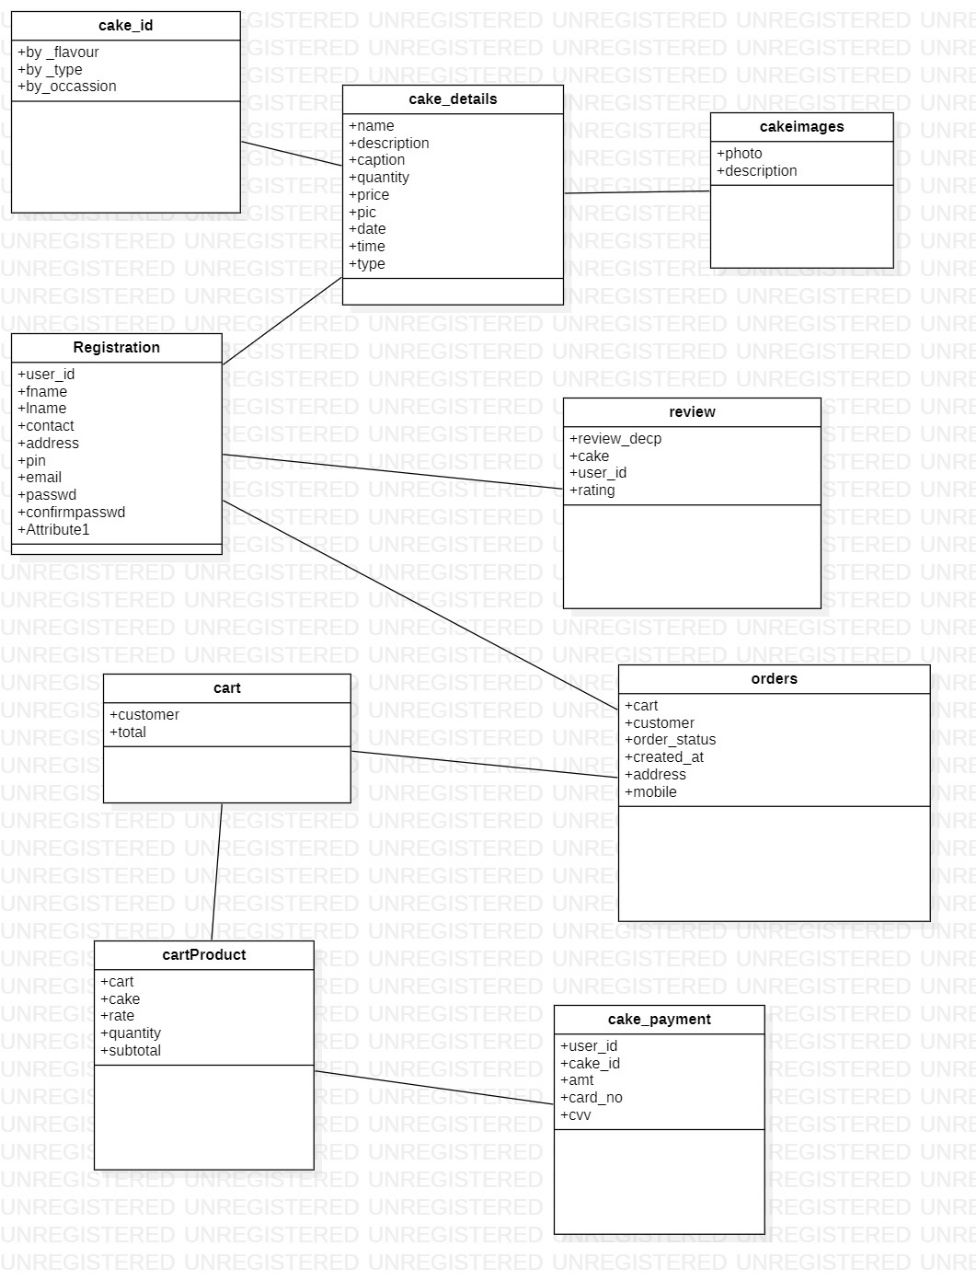 cake_id
+by _flavour
+by _type
+by_occassion
cake_details
+name
+description
+caption
+quantity
+price
+pic
+date
+time
+type
cakeimages
+photo
+description
Registration
+user_id
+fname
+lname
+contact
+address
+pin
+email
+passwd
+confirmpasswd
+Attribute1
review
+review_decp
+cake
+user_id
+rating
cart
+customer
+total
orders
+cart
+customer
+order_status
+created_at
+address
+mobile
cartProduct
+cart
+cake
+rate
+quantity
+subtotal
cake_payment
+user_id
+cake_id
+amt
+card_no
+cvv
UNREGISTERED